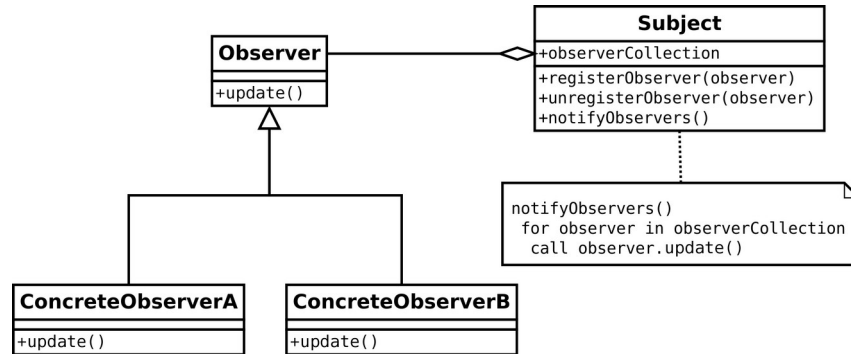 Observer
+update()
Subject
+observerCollection
+registerObserver(observer)
+unregisterObserver(observer)
+notifyObservers()
notifyObservers()
for observer in observerCollection
call observer.update()
ConcreteObserverA
+update()
ConcreteObserverB
+update()